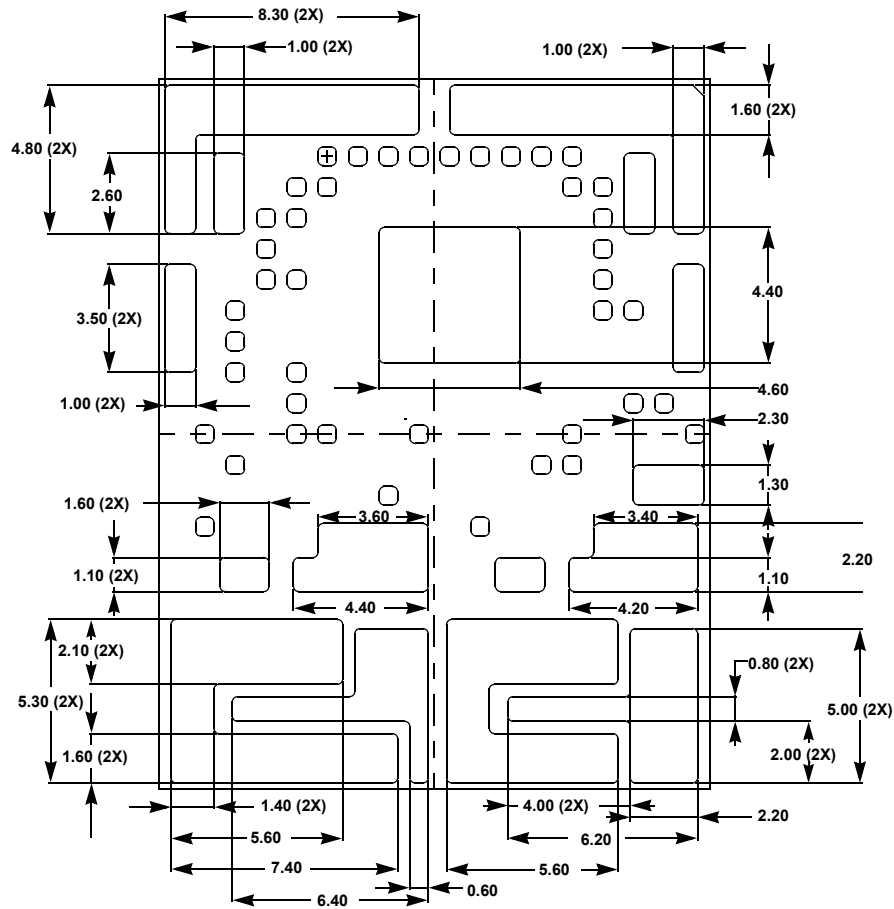 8.30 (2X)
1.00 (2X)
1.00 (2X)
1.60 (2X)
4.80 (2X)
2.60
4.40
3.50 (2X)
4.60
1.00 (2X)
2.30
1.30
1.60 (2X)
3.60
3.40
2.20
1.10 (2X)
1.10
4.40
4.20
2.10 (2X)
0.80 (2X)
5.30 (2X)
5.00 (2X)
2.00 (2X)
1.60 (2X)
1.40 (2X)
4.00 (2X)
2.20
5.60
6.20
7.40
5.60
0.60
6.40